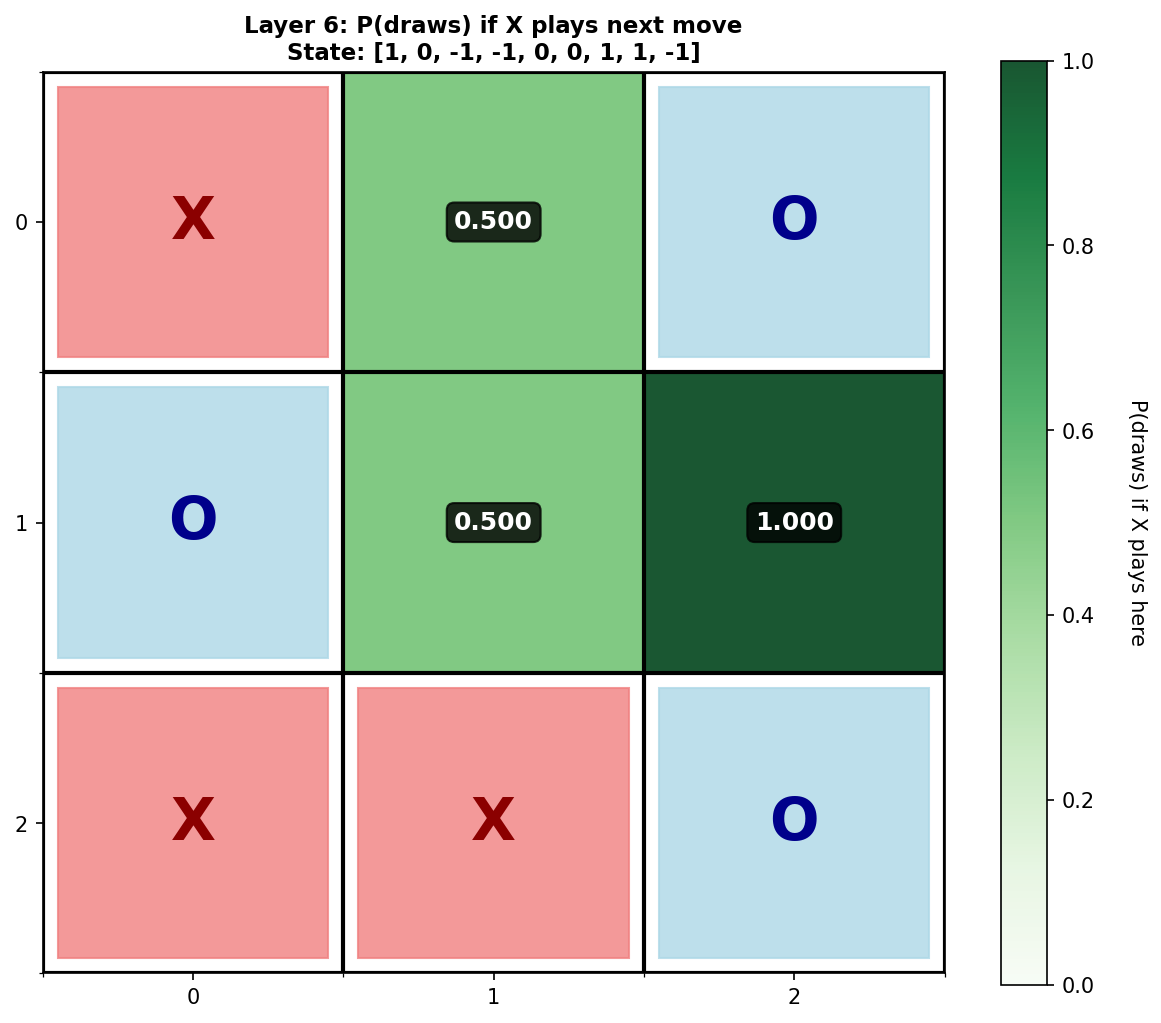 Layer 6: P(draws) if X plays next move
State: [1, 0, -1, -1, 0, 0, 1, 1, -1]
0 X 0.500 O
1 O 0.500 1.000
2 X X O
0 1 2
1.0
0.8
0.6
0.4
0.2
0.0
P(draws) if X plays here